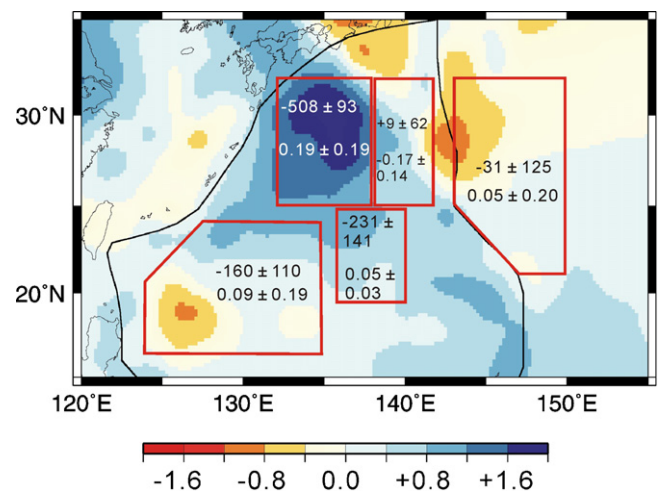 30°N
20°N
-508 ± 93
0.19 ± 0.19
+9 ± 62
-0.17 ±
0.14
-31 ± 125
0.05 ± 0.20
-231 ±
141
0.05 ±
0.03
-160 ± 110
0.09 ± 0.19
120°E
130°E
140°E
150°E
-1.6
-0.8
0.0
+0.8
+1.6